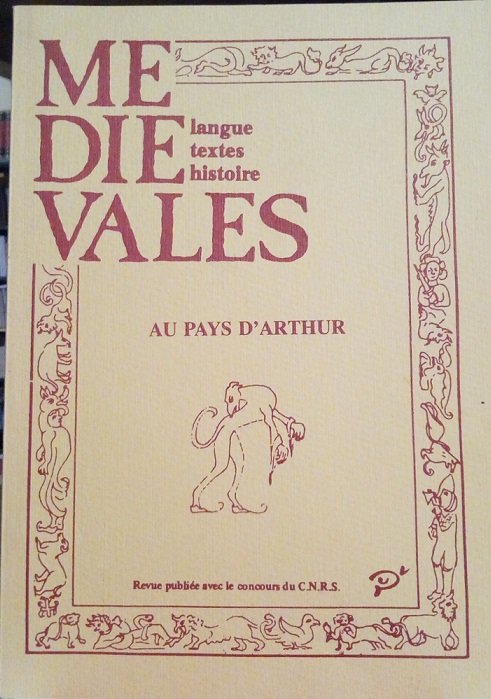 ME
DIE
VALES
langue
textes
histoire
AU PAYS D'ARTHUR
Revue publiée avec le concours du C.N.R.S.